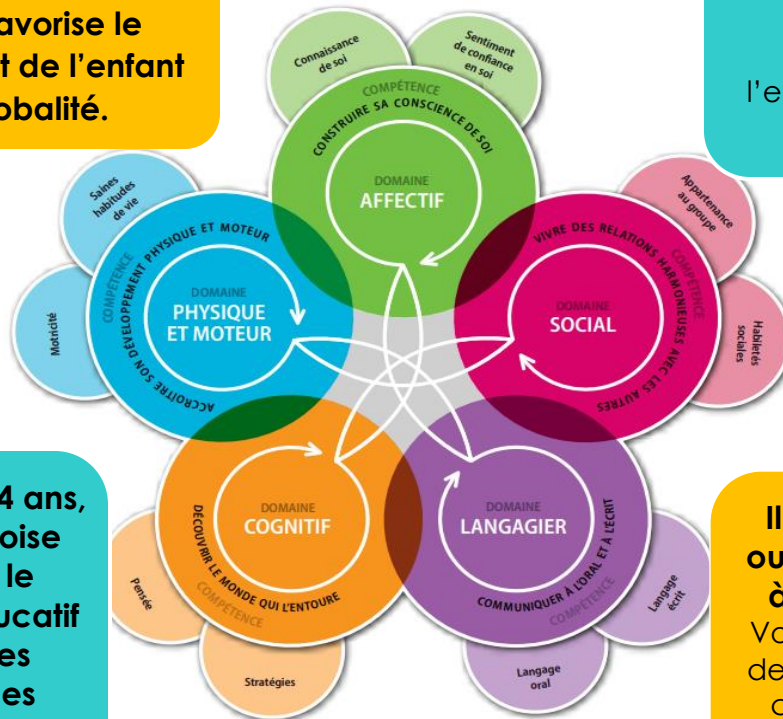 avorise le
t de l'enfant
obalité.
l'e
Connaissance
de soi
Sentiment
de confiance
en soi
COMPÉTENCE
CONSTRUIRE SA CONSCIENCE DE SOI
DOMAINE
AFFECTIF
Saines
habitudes
de vie
Motricité
COMPÉTENCE
ACCROÎTRE SON DÉVELOPPEMENT PHYSIQUE ET MOTEUR
DOMAINE
PHYSIQUE
ET MOTEUR
Appartenance
au groupe
Habiletés
sociales
COMPÉTENCE
VIVRE DES RELATIONS HARMONIEUSES AVEC LES AUTRES
DOMAINE
SOCIAL
4 ans,
oise
le
ucatif
es
es
DOMAINE
COGNITIF
DÉCOUVRIR LE MONDE QUI L'ENTOURE
COMPÉTENCE
Pensée
Stratégies
DOMAINE
LANGAGIER
COMMUNIQUER À L'ORAL ET À L'ÉCRIT
COMPÉTENCE
Langage
écrit
Langage
oral
Il
ou
à
Vo
de